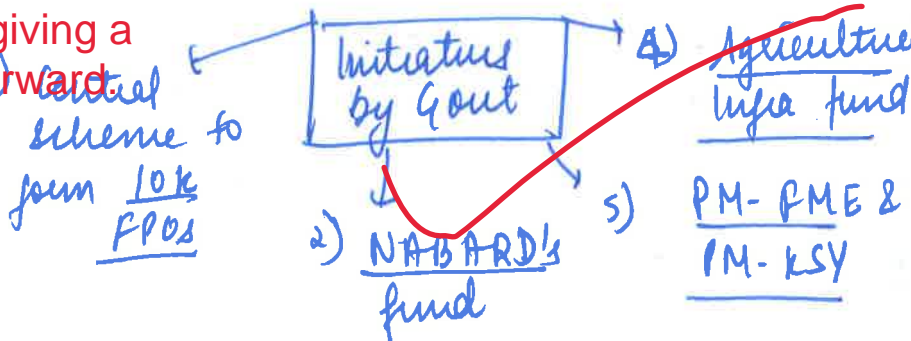 giving a
rward.
Central
scheme to
form 10k
FPOs
Initiatives
by Govt
2) NABARD's
fund
4) Agriculture
Infra fund
5) PM-FME &
PM-KSY